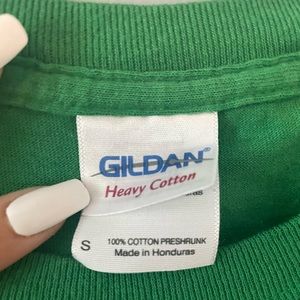 GILDAN
Heavy Cotton
S
100% COTTON PRESHRUNK
Made in Honduras